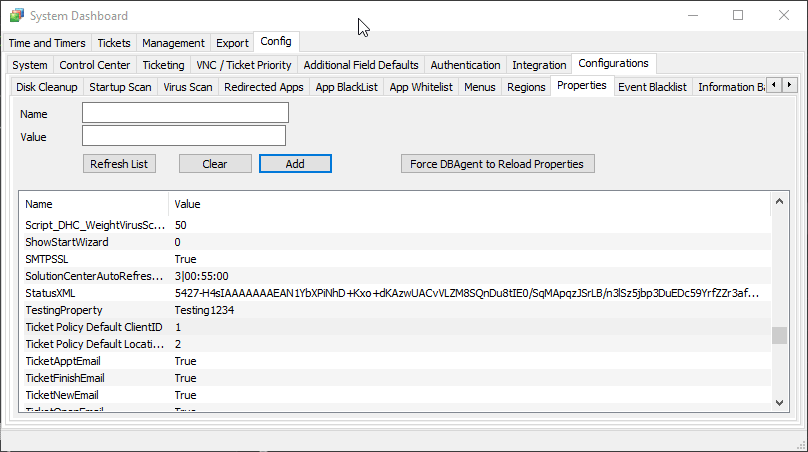 System Dashboard
Time and Timers Tickets Management Export Config
System Control Center Ticketing VNC / Ticket Priority Additional Field Defaults Authentication Integration Configurations
Disk Cleanup Startup Scan Virus Scan Redirected Apps App BlackList App Whitelist Menus Regions Properties Event Blacklist Information Ba
Name
Value
Refresh List Clear Add Force DBAgent to Reload Properties
Name Value
Script_DHC_WeightVirusSc... 50
ShowStartWizard 0
SMTPSSL True
SolutionCenterAutoRefres... 3|00:55:00
StatusXML 5427-H4sIAAAAAAAEAN1YbXPiNhD+Kxo+dKAzwUACvVLZM8SQnDu8tIE0/SqMApqzJSrLB/n3lSz5jbp3DuEDc59YrfZZr3af...
TestingProperty Testing1234
Ticket Policy Default ClientID 1
Ticket Policy Default Locati... 2
TicketApptEmail True
TicketFinishEmail True
TicketNewEmail True
TicketOpenEmail True